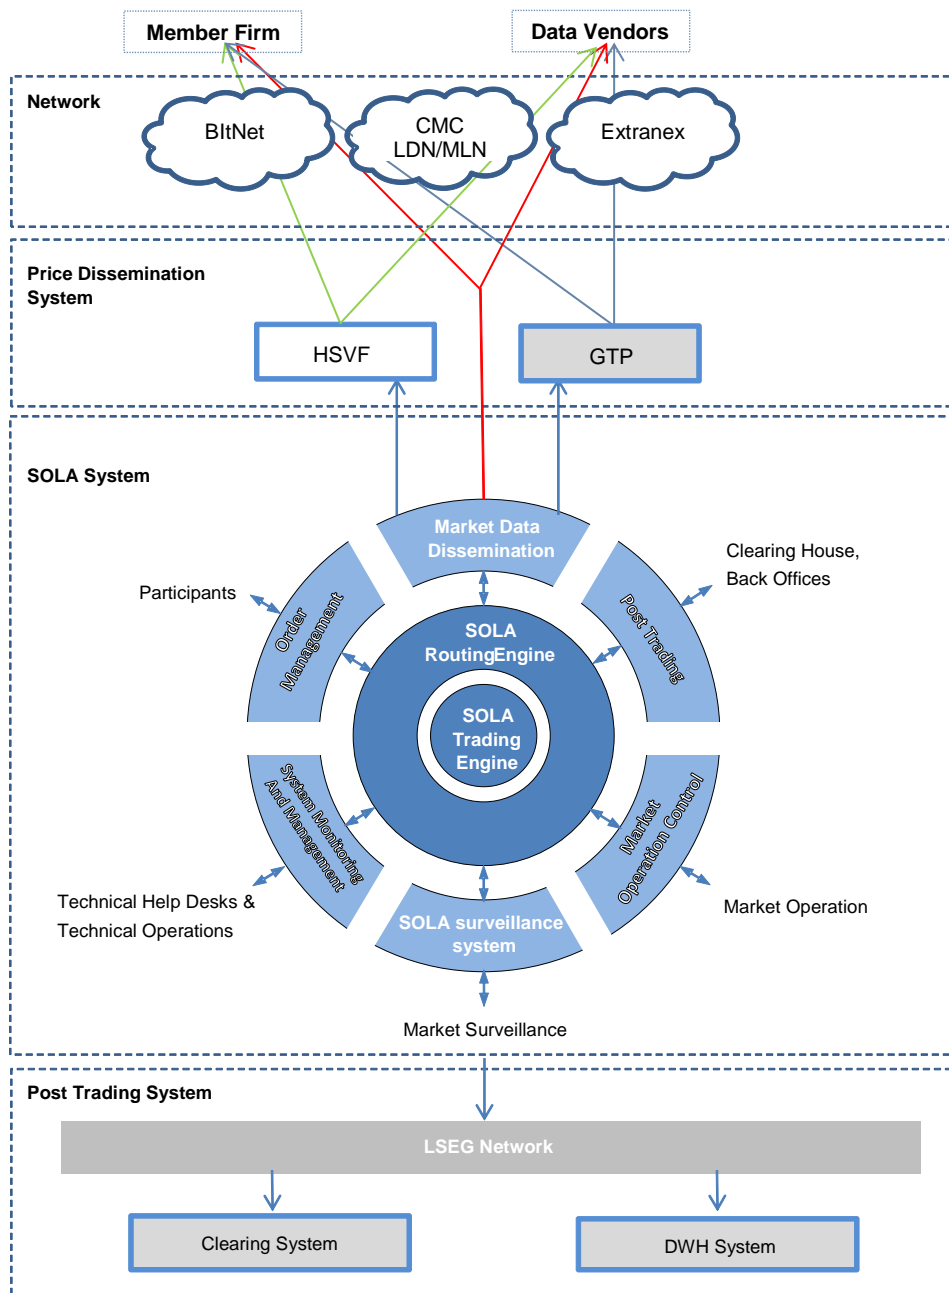 Member Firm
Data Vendors
Network
BItNet
CMC
LDN/MLN
Extranex
Price Dissemination
System
HSVF
GTP
SOLA System
Market Data
Dissemination
Participants
Order
Management
Clearing House,
Back Offices
Post Trading
SOLA
RoutingEngine
SOLA
Trading
Engine
System Monitoring
And Management
Market
Operation Control
Technical Help Desks &
Technical Operations
SOLA surveillance
system
Market Operation
Market Surveillance
Post Trading System
LSEG Network
Clearing System
DWH System